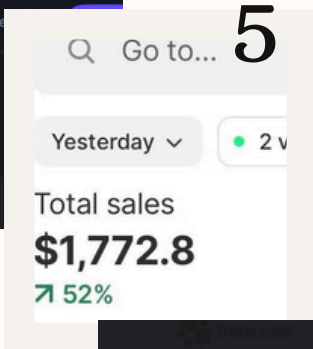 5
Go to...
Yesterday
2 v
Total sales
$1,772.8
52%